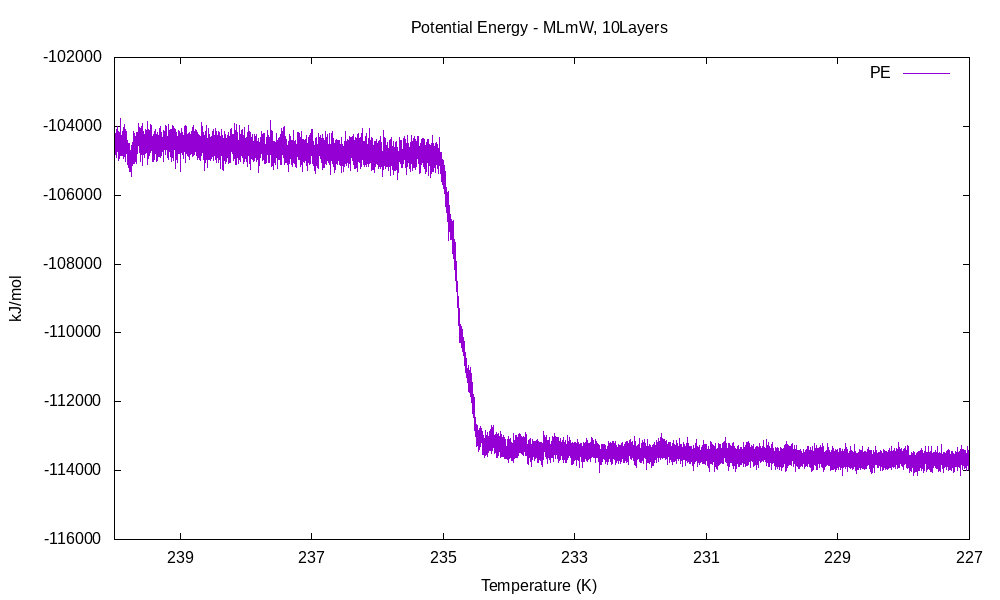 Potential Energy - MLmW, 10Layers
PE
-102000
-104000
-106000
-108000
-110000
-112000
-114000
-116000
kJ/mol
239 237 235 233 231 229 227
Temperature (K)